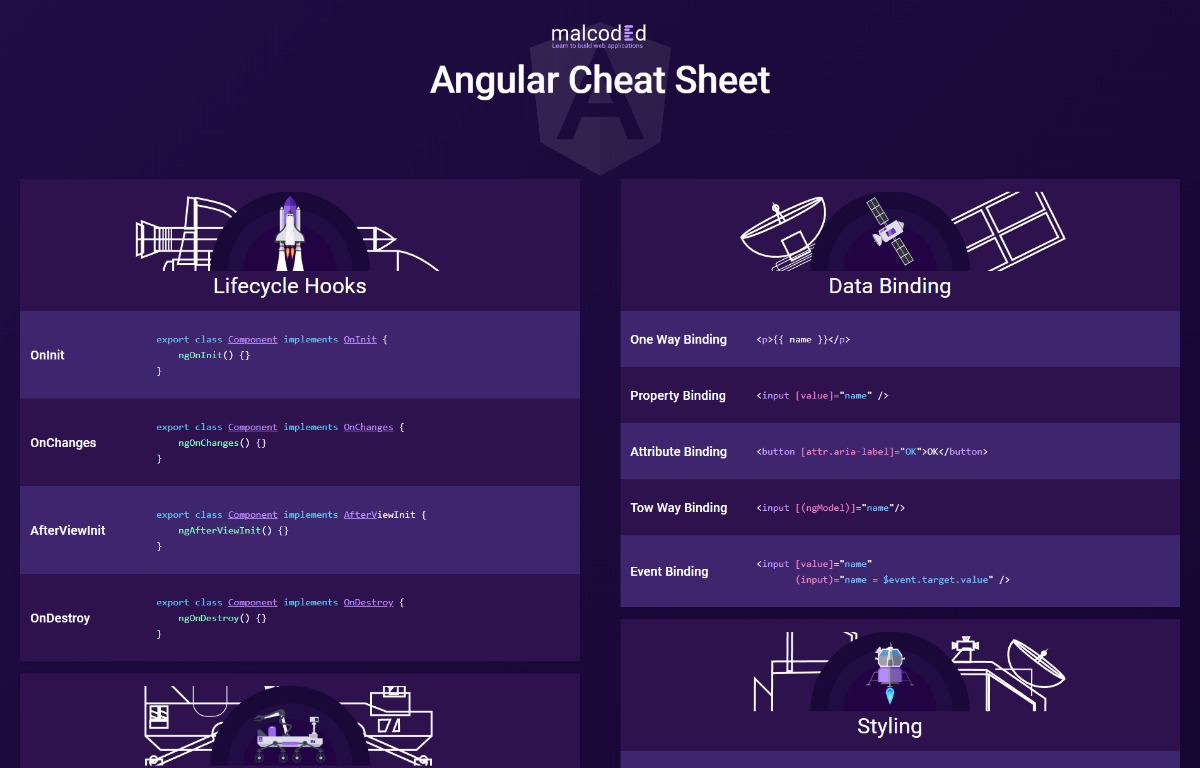 malcoded
Learn to build web applications
Angular Cheat Sheet
Lifecycle Hooks
OnInit
export class Component implements OnInit {
ngOnInit() {}
}
OnChanges
export class Component implements OnChanges {
ngOnChanges() {}
}
AfterViewInit
export class Component implements AfterViewInit {
ngAfterViewInit() {}
}
OnDestroy
export class Component implements OnDestroy {
ngOnDestroy() {}
}
Data Binding
One Way Binding
<p>{{ name }}</p>
Property Binding
<input [value]="name" />
Attribute Binding
<button [attr.aria-label]="OK">OK</button>
Tow Way Binding
<input [(ngModel)]="name"/>
Event Binding
<input [value]="name"
(input)="name = $event.target.value" />
Styling